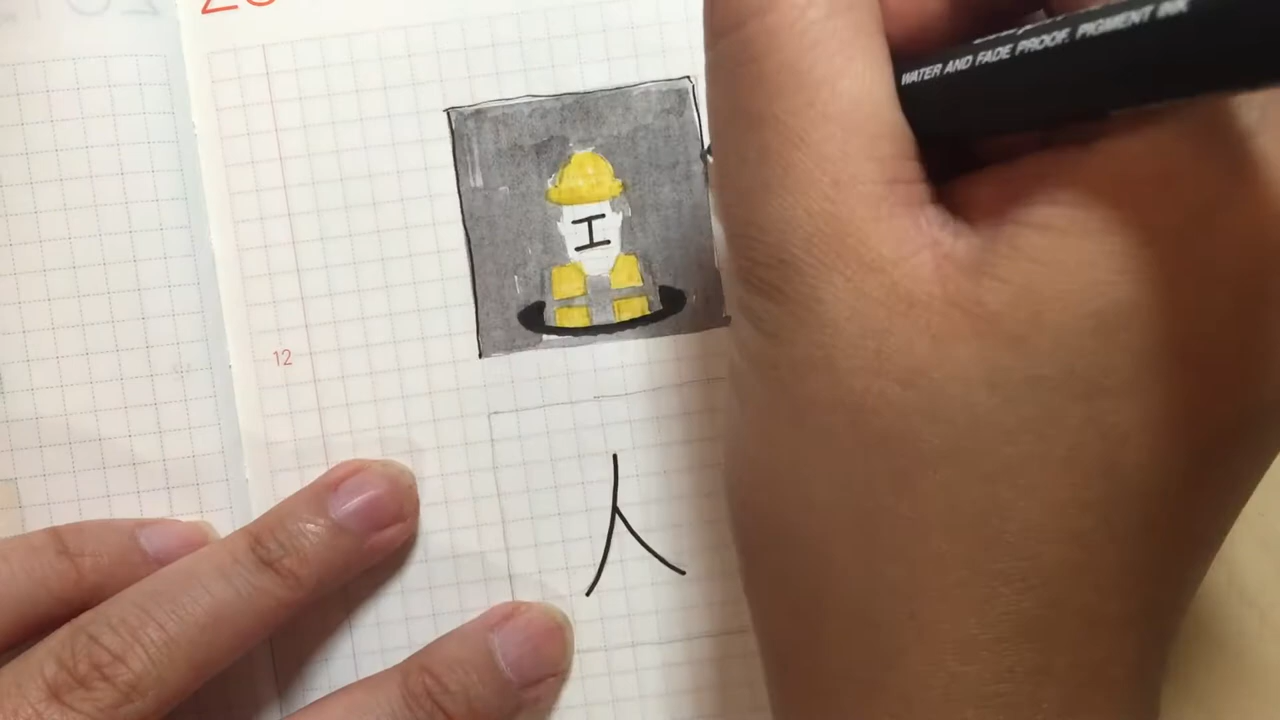 WATER AND FADE PROOF. PIGMENT INK
工
12
人